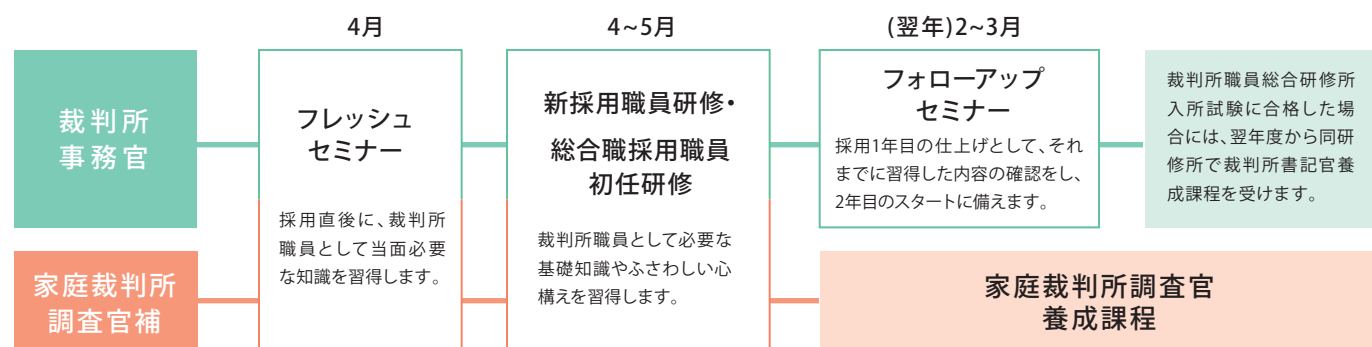 4月
4~5月
(翌年)2~3月
裁判所
事務官
フレッシュ
セミナー
採用直後に、裁判所
職員として当面必要
な知識を習得します。
新採用職員研修・
総合職採用職員
初任研修
裁判所職員として必要な
基礎知識やふさわしい心
構えを習得します。
フォローアップ
セミナー
採用1年目の仕上げとして、それ
までに習得した内容の確認をし、
2年目のスタートに備えます。
裁判所職員総合研修所
入所試験に合格した場
合には、翌年度から同研
修所で裁判所書記官養
成課程を受けます。
家庭裁判所
調査官補
家庭裁判所調査官
養成課程